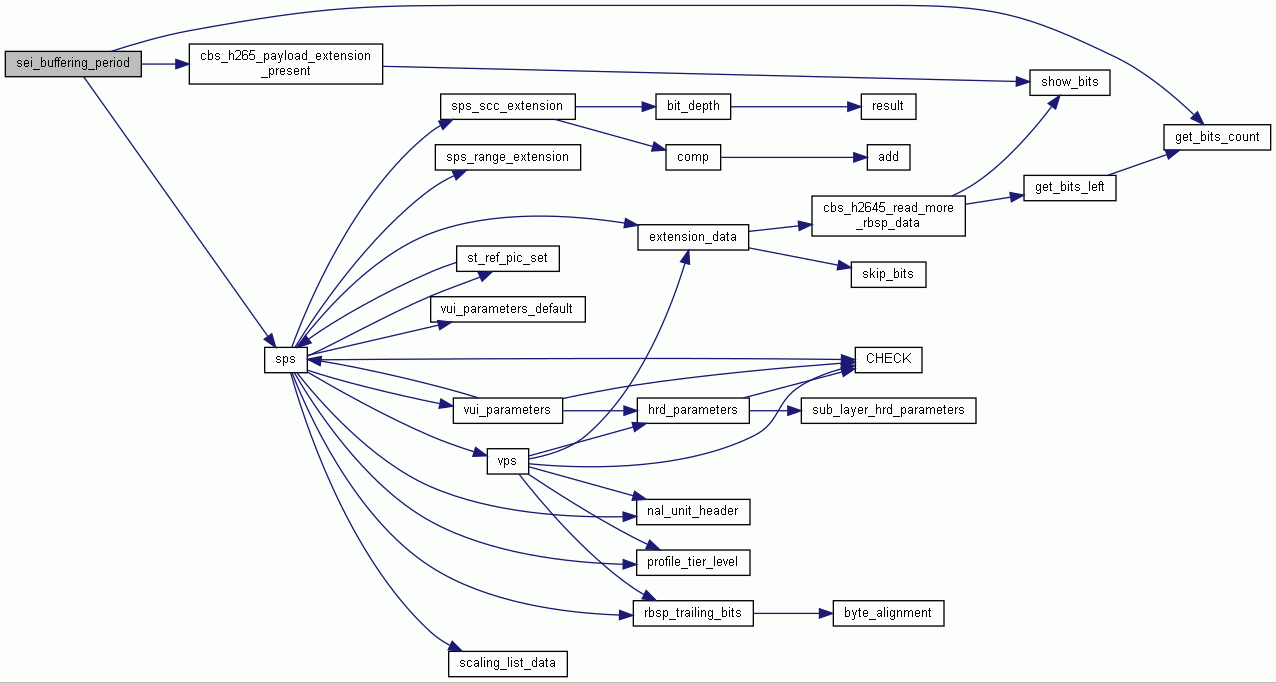 sei_buffering_period
cbs_h265_payload_extension
_present
show_bits
sps_scc_extension
bit_depth
result
get_bits_count
sps_range_extension
comp
add
get_bits_left
cbs_h2645_read_more
_rbsp_data
extension_data
st_ref_pic_set
skip_bits
vui_parameters_default
sps
CHECK
vui_parameters
hrd_parameters
sub_layer_hrd_parameters
vps
nal_unit_header
profile_tier_level
rbsp_trailing_bits
byte_alignment
scaling_list_data